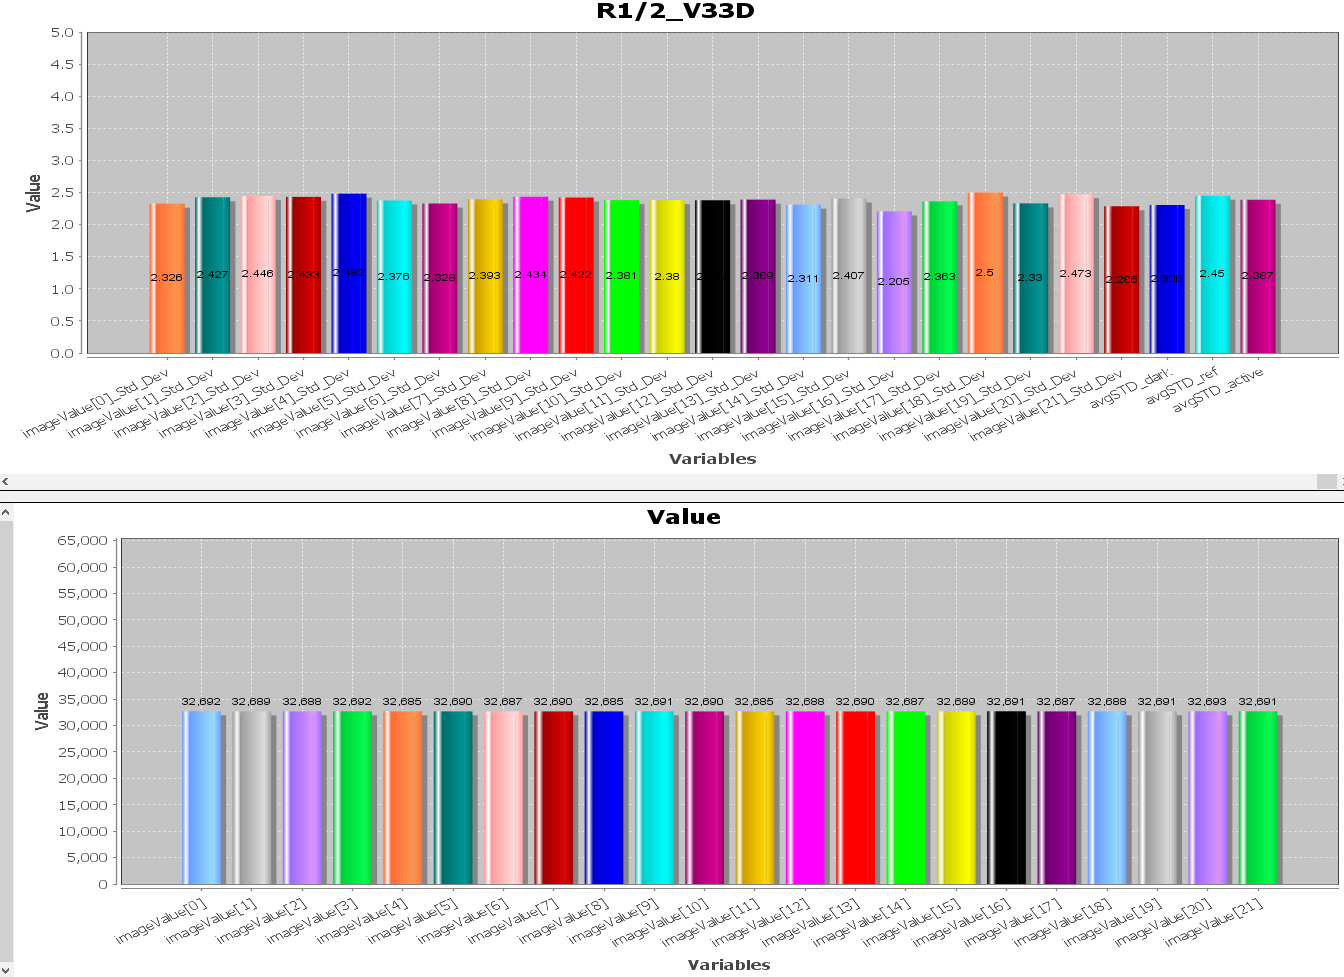 R1/2_V33D
5.0
4.5
4.0
3.5
3.0
2.5
2.0
1.5
1.0
0.5
0.0
Value
2.326 2.427 2.446 2.433 2.376 2.328 2.393 2.434 2.422 2.381 2.38 2.389 2.311 2.407 2.205 2.363 2.5 2.33 2.473 2.45 2.387
imageValue[0]_Std_Dev
imageValue[1]_Std_Dev
imageValue[2]_Std_Dev
imageValue[3]_Std_Dev
imageValue[4]_Std_Dev
imageValue[5]_Std_Dev
imageValue[6]_Std_Dev
imageValue[7]_Std_Dev
imageValue[8]_Std_Dev
imageValue[9]_Std_Dev
imageValue[10]_Std_Dev
imageValue[11]_Std_Dev
imageValue[12]_Std_Dev
imageValue[13]_Std_Dev
imageValue[14]_Std_Dev
imageValue[15]_Std_Dev
imageValue[16]_Std_Dev
imageValue[17]_Std_Dev
imageValue[18]_Std_Dev
imageValue[19]_Std_Dev
imageValue[20]_Std_Dev
imageValue[21]_Std_Dev
avgSTD_dark
avgSTD_ref
avgSTD_active
Variables
Value
65,000
60,000
55,000
50,000
45,000
40,000
35,000
30,000
25,000
20,000
15,000
10,000
5,000
0
Value
32,692 32,689 32,688 32,692 32,685 32,690 32,687 32,690 32,685 32,691 32,690 32,685 32,688 32,690 32,687 32,689 32,691 32,687 32,688 32,691 32,693 32,691
imageValue[0]
imageValue[1]
imageValue[2]
imageValue[3]
imageValue[4]
imageValue[5]
imageValue[6]
imageValue[7]
imageValue[8]
imageValue[9]
imageValue[10]
imageValue[11]
imageValue[12]
imageValue[13]
imageValue[14]
imageValue[15]
imageValue[16]
imageValue[17]
imageValue[18]
imageValue[19]
imageValue[20]
imageValue[21]
Variables